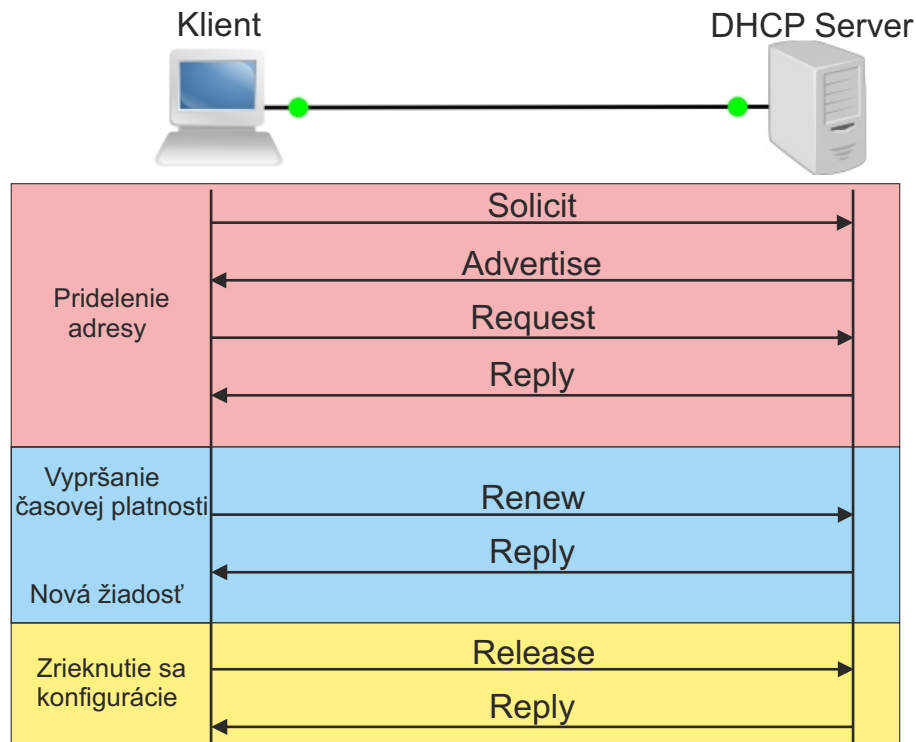 Klient
DHCP Server
Solicit
Advertise
Pridelenie
adresy
Request
Reply
Vypršanie
časovej platnosti
Renew
Reply
Nová žiadosť
Zrieknutie sa
konfigurácie
Release
Reply